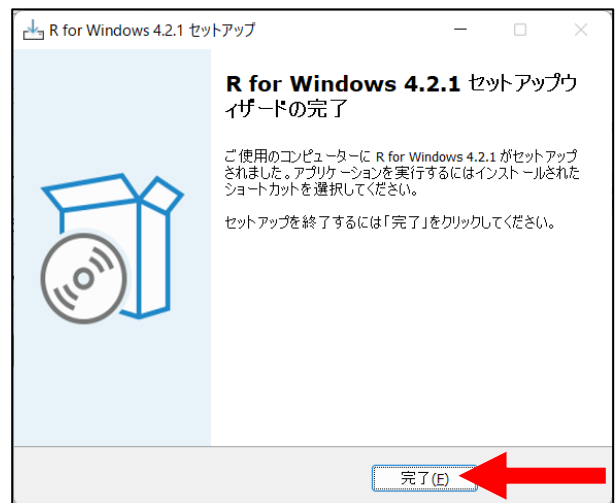 R for Windows 4.2.1 セットアップ
R for Windows 4.2.1 セットアップウ
ィザードの完了
ご使用のコンピューターに R for Windows 4.2.1 がセットアップ
されました。アプリケーションを実行するにはインストールされた
ショートカットを選択してください。
セットアップを終了するには「完了」をクリックしてください。
完了(F)